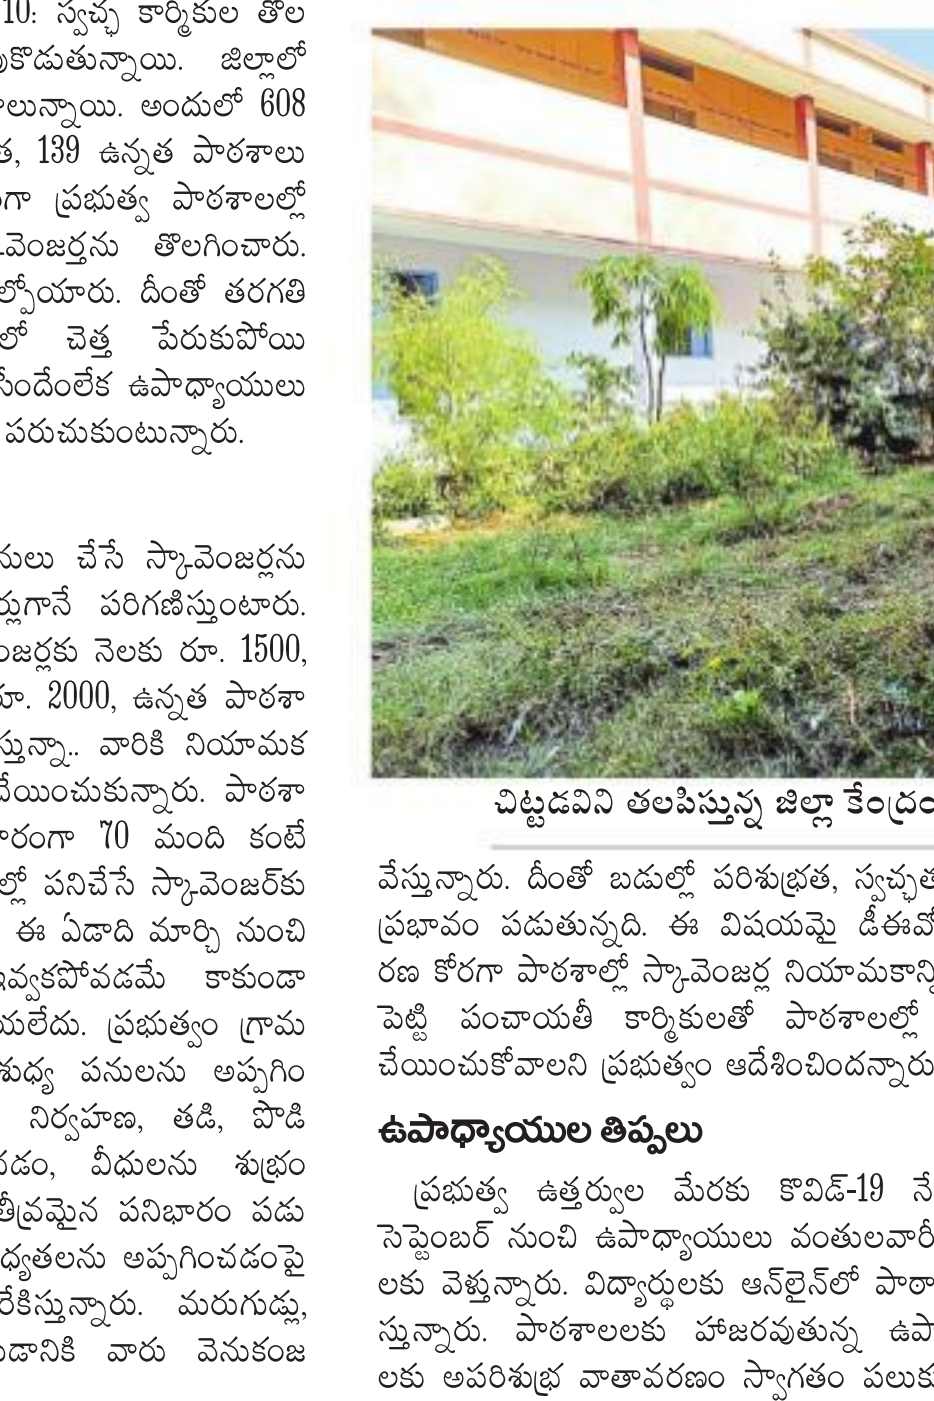 10: స్వచ్ఛ కార్మికుల తొల
కొడుతున్నాయి. జిల్లాలో
లున్నాయి. అందులో 608
త, 139 ఉన్నత పాఠశాలు
గా ప్రభుత్వ పాఠశాలల్లో
వెంజర్తను తొలగించారు.
ల్పోయారు. దీంతో తరగతి
లో చెత్త పేరుకుపోయి
సేందేంలేక ఉపాధ్యాయులు
పరుచుకుంటున్నారు.
నులు చేసే స్కావెంజర్లను
ర్లుగానే పరిగణిస్తుంటారు.
ంజర్లకు నెలకు రూ. 1500,
రూ. 2000, ఉన్నత పాఠశా
స్తున్నా.. వారికి నియామక
చేయించుకున్నారు. పాఠశా
ారంగా 70 మంది కంటే
ల్లో పనిచేసే స్కావెంజర్‌కు
ఈ ఏడాది మార్చి నుంచి
ఇవ్వకపోవడమే కాకుండా
యలేదు. ప్రభుత్వం గ్రామ
శుధ్య పనులను అప్పగిం
నిర్వహణ, తడి, పొడి
డం, వీధులను శుభ్రం
తీవ్రమైన పనిభారం పడు
ధ్యతలను అప్పగించడంపై
రేకిస్తున్నారు. మరుగుడ్లు,
డానికి వారు వెనుకంజ
చిట్టడవిని తలపిస్తున్న జిల్లా కేంద్రం
వేస్తున్నారు. దీంతో బడుల్లో పరిశుభ్రత, స్వచ్ఛత
ప్రభావం పడుతున్నది. ఈ విషయమై డీఈవో
రణ కోరగా పాఠశాల్లో స్కావెంజర్ల నియామకాన్ని
పెట్టి పంచాయతీ కార్మికులతో పాఠశాలల్లో
చేయించుకోవాలని ప్రభుత్వం ఆదేశించిందన్నారు
ఉపాధ్యాయుల తిప్పలు
ప్రభుత్వ ఉత్తర్వుల మేరకు కొవిడ్-19 నే
సెప్టెంబర్ నుంచి ఉపాధ్యాయులు వంతులవారీ
లకు వెళ్తున్నారు. విద్యార్థులకు ఆన్‌లైన్‌లో పాఠా
స్తున్నారు. పాఠశాలలకు హాజరవుతున్న ఉపా
లకు అపరిశుభ్ర వాతావరణం స్వాగతం పలుకు